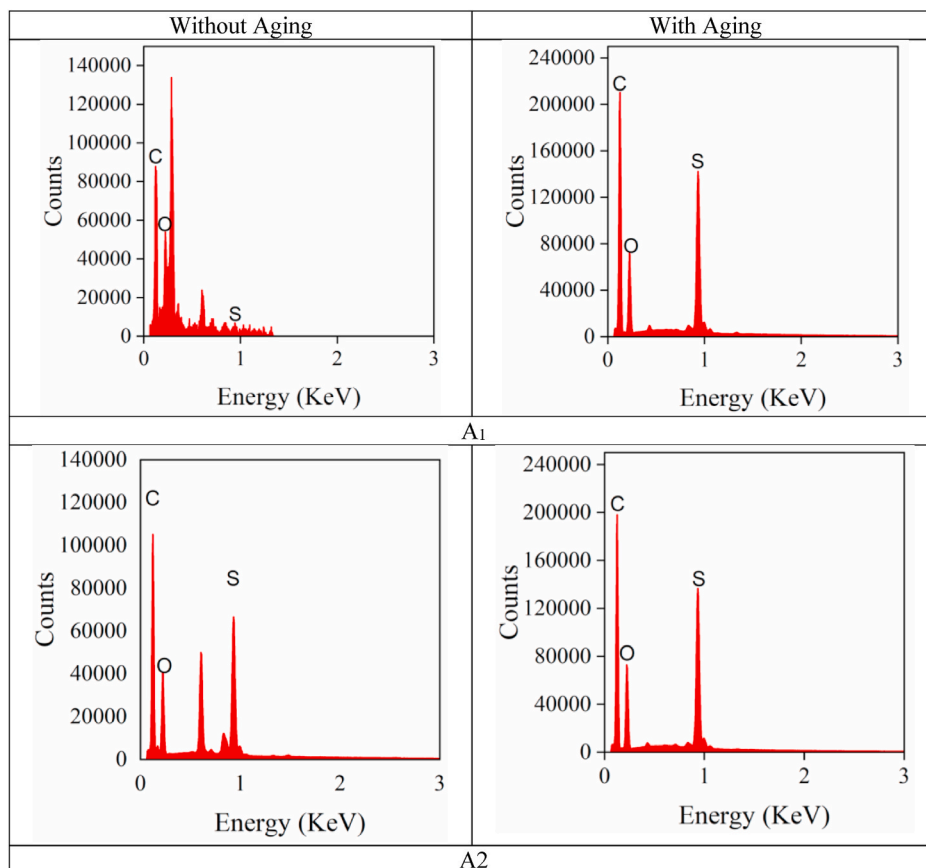 Without Aging
With Aging
140000
120000
100000
80000
60000
40000
20000
0
Counts
C
O
S
0 1 2 3
Energy (KeV)
240000
200000
160000
120000
80000
40000
0
Counts
C
O
S
0 1 2 3
Energy (KeV)
A1
140000
120000
100000
80000
60000
40000
20000
0
Counts
C
O
S
0 1 2 3
Energy (KeV)
240000
200000
160000
120000
80000
40000
0
Counts
C
O
S
0 1 2 3
Energy (KeV)
A2